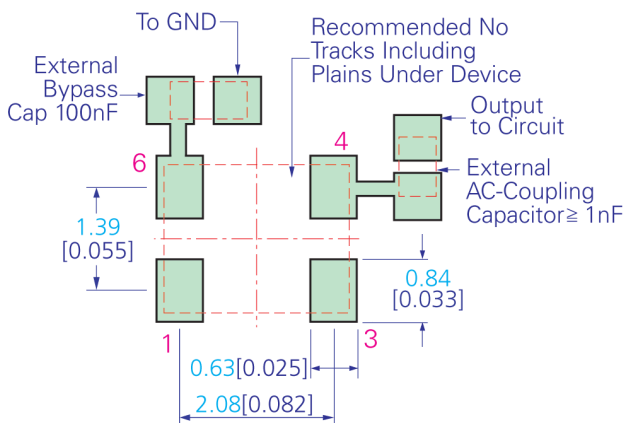 To GND
Recommended No
Tracks Including
Plains Under Device
External
Bypass
Cap 100nF
Output
to Circuit
4
6
External
AC-Coupling
Capacitor≧ 1nF
1.39
[0.055]
0.84
[0.033]
1
3
0.63[0.025]
2.08[0.082]